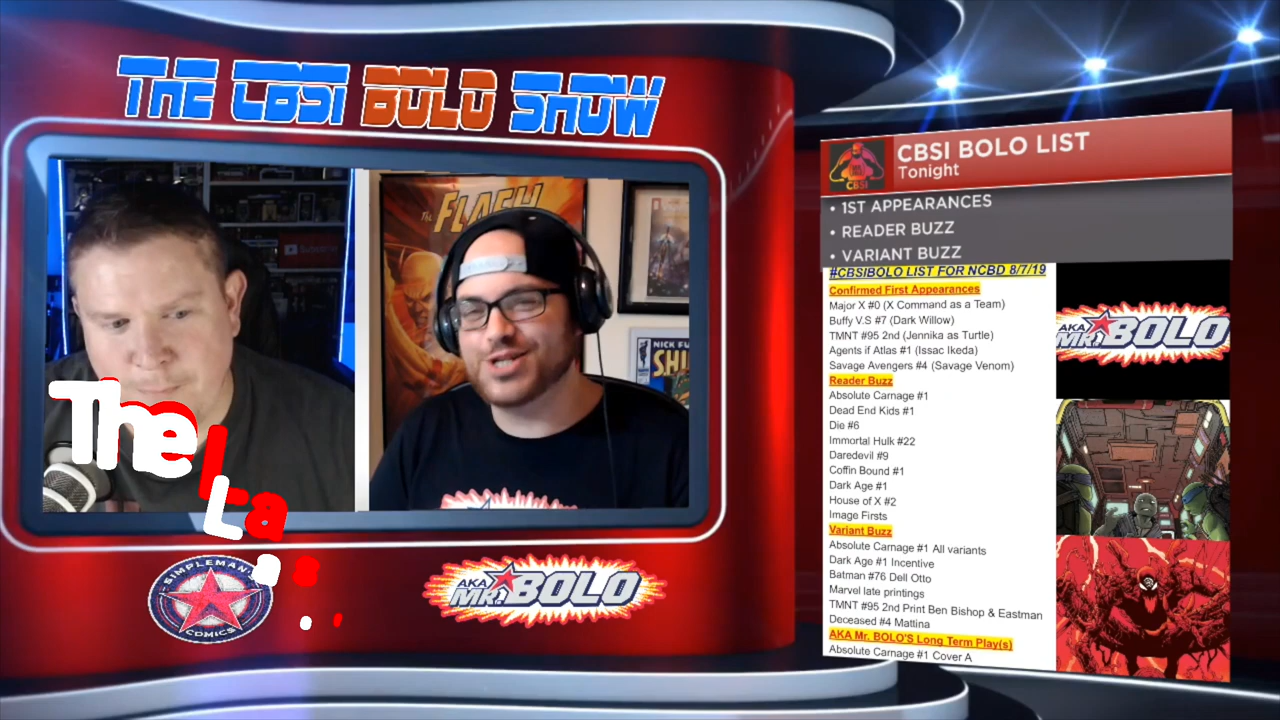 THE CBSI BOLO SHOW
THE FLASH
NICK FU
SHI
The
La
SIMPLEMAN'S
COMICS
AKA
MR. BOLO
CBSI
CBSI BOLO LIST
Tonight
• 1ST APPEARANCES
• READER BUZZ
• VARIANT BUZZ
#CBSIBOLO LIST FOR NCBD 8/7/19
Confirmed First Appearances
Major X #0 (X Command as a Team)
Buffy V.S #7 (Dark Willow)
TMNT #95 2nd (Jennika as Turtle)
Agents if Atlas #1 (Issac Ikeda)
Savage Avengers #4 (Savage Venom)
Reader Buzz
Absolute Carnage #1
Dead End Kids #1
Die #6
Immortal Hulk #22
Daredevil #9
Coffin Bound #1
Dark Age #1
House of X #2
Image Firsts
Variant Buzz
Absolute Carnage #1 All variants
Dark Age #1 Incentive
Batman #76 Dell Otto
Marvel late printings
TMNT #95 2nd Print Ben Bishop & Eastman
Deceased #4 Mattina
AKA Mr. BOLO'S Long Term Play(s)
Absolute Carnage #1 Cover A
AKA
MR. BOLO